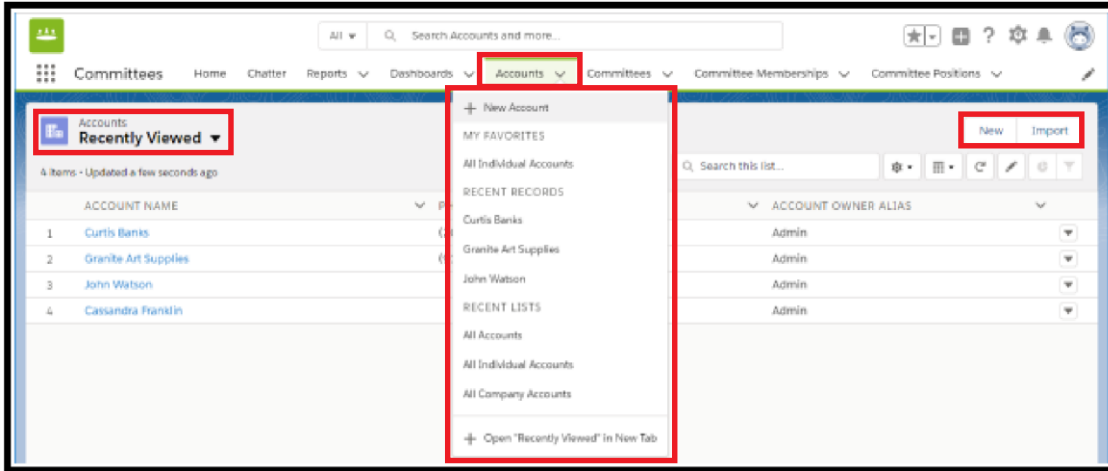 All
Search Accounts and more...
Committees Home Chatter Reports Dashboards Accounts Committees Committee Memberships Committee Positions
+ New Account
Accounts
Recently Viewed
New Import
MY FAVORITES
4 items • Updated a few seconds ago
All Individual Accounts
Search this list...
RECENT RECORDS
ACCOUNT NAME P ACCOUNT OWNER ALIAS
1 Curtis Banks Admin
Curtis Banks
2 Granite Art Supplies Admin
Granite Art Supplies
3 John Watson Admin
John Watson
4 Cassandra Franklin Admin
RECENT LISTS
All Accounts
All Individual Accounts
All Company Accounts
+ Open "Recently Viewed" in New Tab